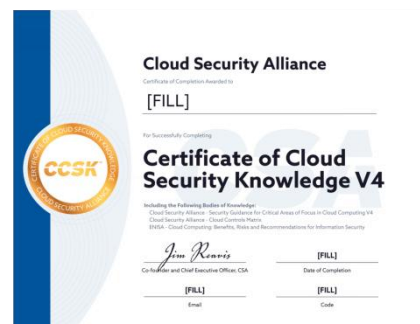 Cloud Security Alliance
Certificate of Completion Awarded to
[FILL]
For Successfully Completing
CSA
Certificate of Cloud
Security Knowledge V4
CERTIFICATE OF CLOUD SECURITY KNOWLEDGE
CCSK
CLOUD SECURITY ALLIANCE
Including the Following Bodies of Knowledge:
Cloud Security Alliance - Security Guidance for Critical Areas of Focus in Cloud Computing V4
Cloud Security Alliance - Cloud Controls Matrix
ENISA - Cloud Computing: Benefits, Risks and Recommendations for Information Security
Jim Reavis
[FILL]
Co-founder and Chief Executive Officer, CSA
Date of Completion
[FILL]
[FILL]
Email
Code